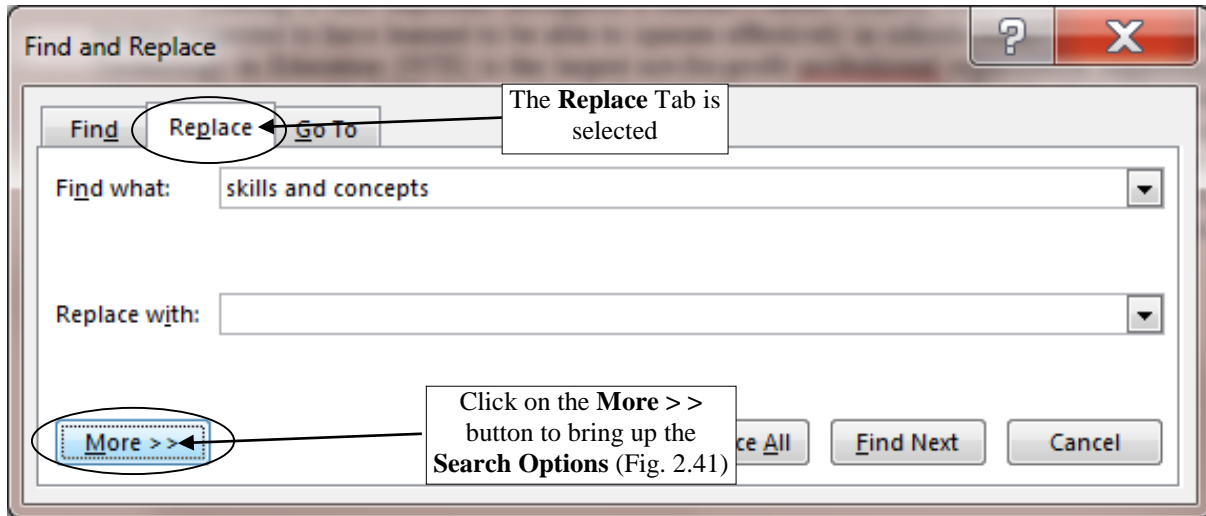 Find and Replace
The Replace Tab is
selected
Find Replace Go To
Find what: skills and concepts
Replace with:
Click on the More > >
button to bring up the
Search Options (Fig. 2.41)
More >> ce All Find Next Cancel